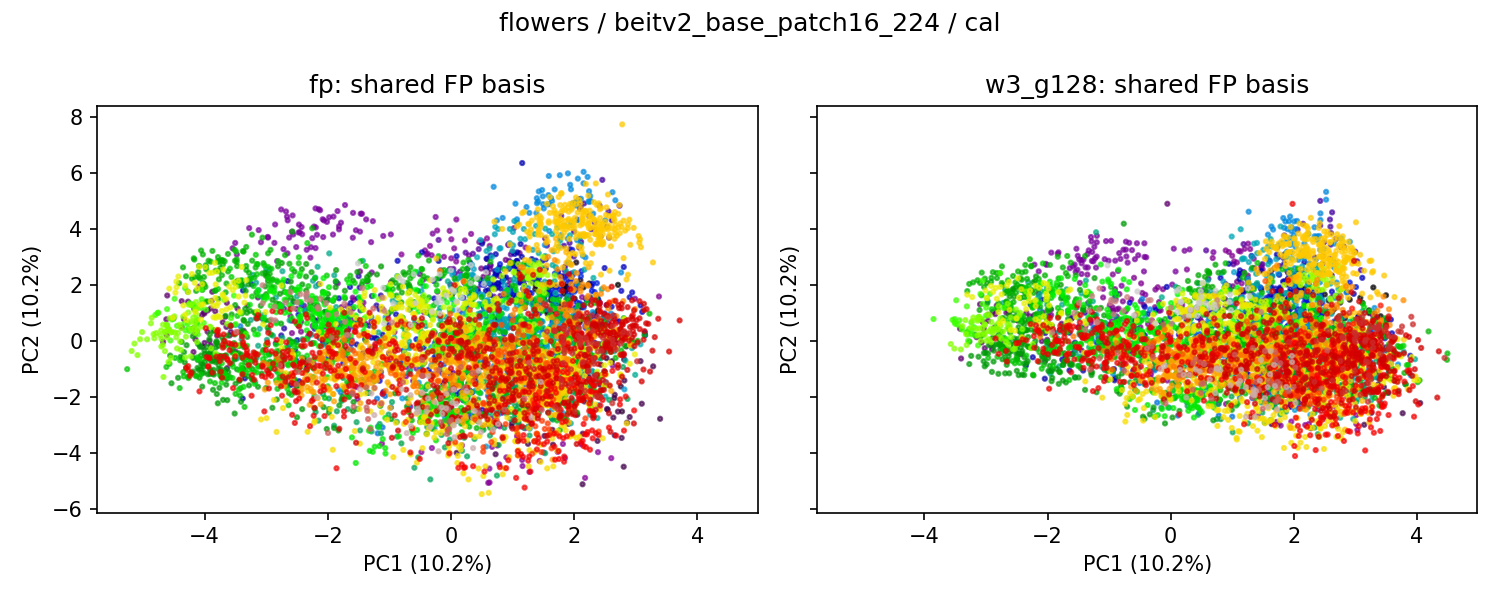 flowers / beitv2_base_patch16_224 / cal
fp: shared FP basis
w3_g128: shared FP basis
8
6
4
2
0
−2
−4
−6
PC2 (10.2%)
PC2 (10.2%)
−4 −2 0 2 4
−4 −2 0 2 4
PC1 (10.2%)
PC1 (10.2%)